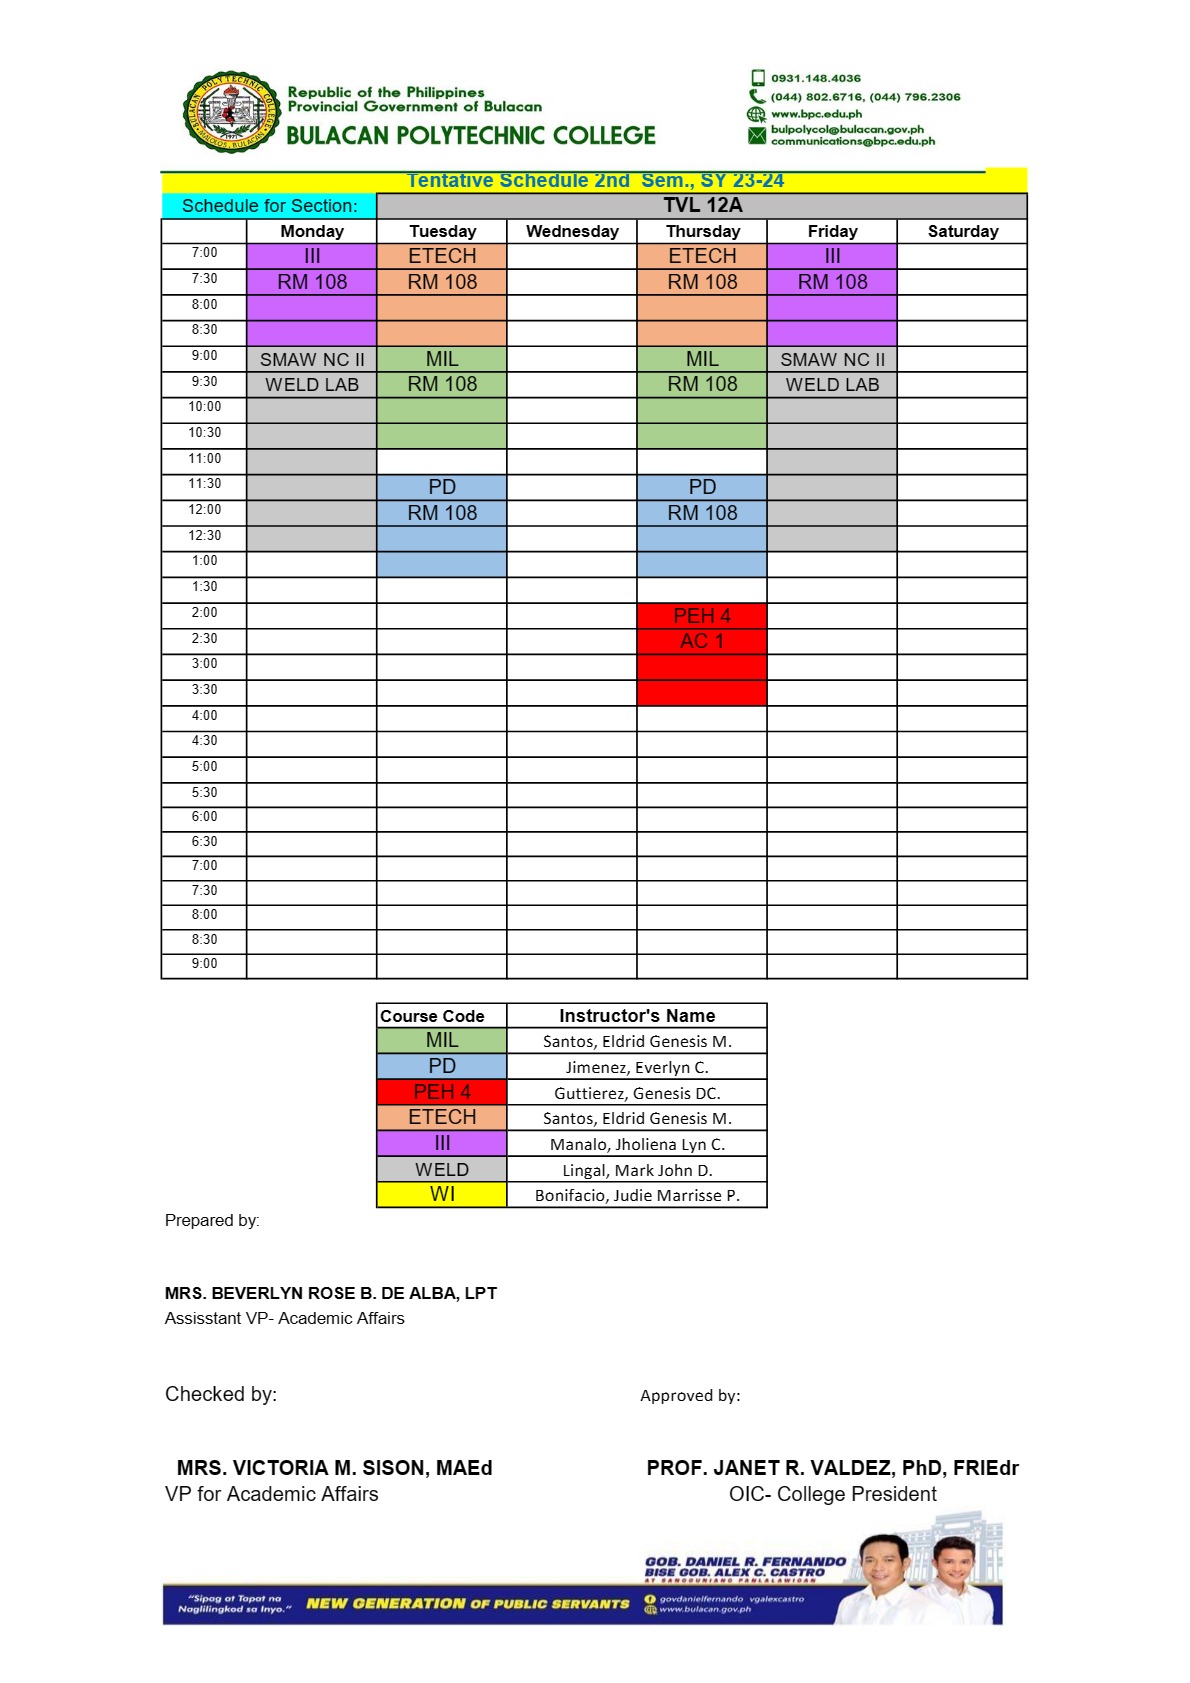 Republic of the Philippines
Provincial Government of Bulacan
BULACAN POLYTECHNIC COLLEGE
BULACAN POLYTECHNIC COLLEGE
1971
MALOLOS, BULACAN
0931.148.4036
(044) 802.6716, (044) 796.2306
www.bpc.edu.ph
bulpolycol@bulacan.gov.ph
communications@bpc.edu.ph
Tentative Schedule 2nd Sem., SY 23-24
Schedule for Section: TVL 12A
Monday Tuesday Wednesday Thursday Friday Saturday
7:00 III ETECH ETECH III
7:30 RM 108 RM 108 RM 108 RM 108
8:00
8:30
9:00 SMAW NC II MIL MIL SMAW NC II
9:30 WELD LAB RM 108 RM 108 WELD LAB
10:00
10:30
11:00
11:30 PD PD
12:00 RM 108 RM 108
12:30
1:00
1:30
2:00 PEH 4
2:30 AC 1
3:00
3:30
4:00
4:30
5:00
5:30
6:00
6:30
7:00
7:30
8:00
8:30
9:00
Course Code Instructor's Name
MIL Santos, Eldrid Genesis M.
PD Jimenez, Everlyn C.
PEH 4 Guttierez, Genesis DC.
ETECH Santos, Eldrid Genesis M.
III Manalo, Jholiena Lyn C.
WELD Lingal, Mark John D.
WI Bonifacio, Judie Marrisse P.
Prepared by:
MRS. BEVERLYN ROSE B. DE ALBA, LPT
Assisstant VP- Academic Affairs
Checked by: Approved by:
MRS. VICTORIA M. SISON, MAEd PROF. JANET R. VALDEZ, PhD, FRIEdr
VP for Academic Affairs OIC- College President
GOB. DANIEL R. FERNANDO
BISE GOB. ALEX C. CASTRO
AT SANGGUNIANG PANLALAWIGAN
"Sipag at Tapat na
Naglilingkod sa Inyo."
NEW GENERATION OF PUBLIC SERVANTS
govdanielfernando vgalexcastro
www.bulacan.gov.ph